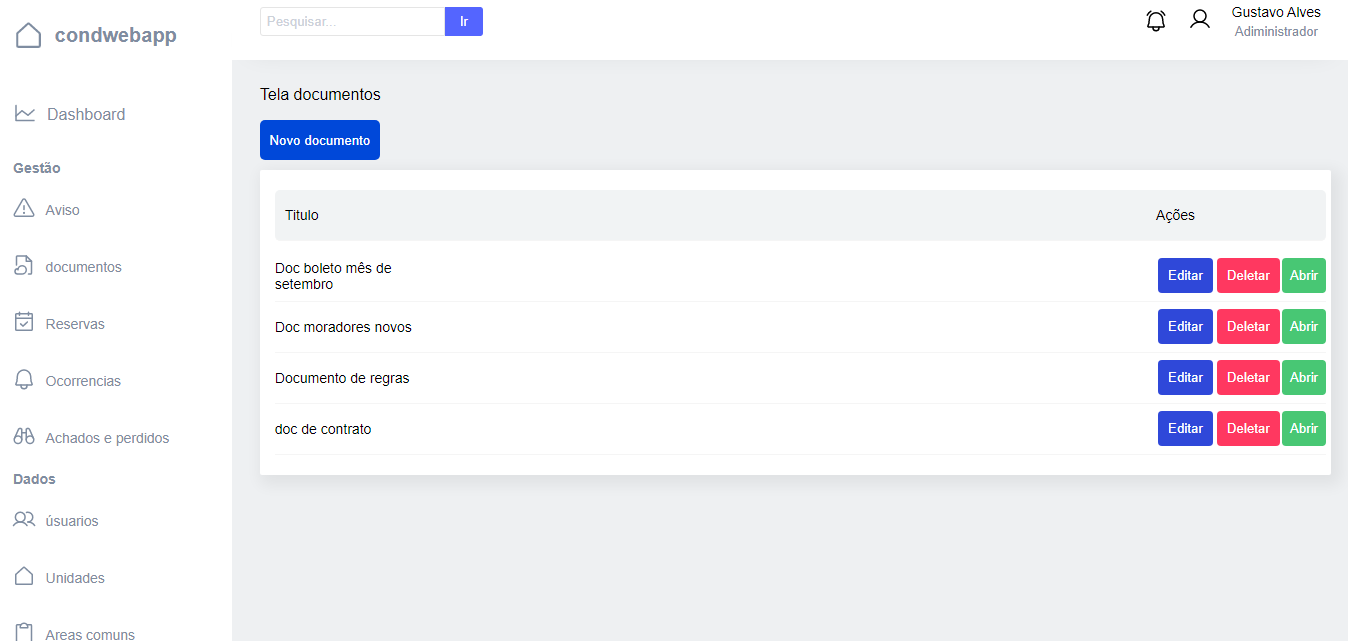 condwebapp
Pesquisar...
Ir
Gustavo Alves
Adiministrador
Dashboard
Gestão
Aviso
documentos
Reservas
Ocorrencias
Achados e perdidos
Dados
úsuarios
Unidades
Areas comuns
Tela documentos
Novo documento
Titulo Ações
Doc boleto mês de
setembro
Editar Deletar Abrir
Doc moradores novos Editar Deletar Abrir
Documento de regras Editar Deletar Abrir
doc de contrato Editar Deletar Abrir